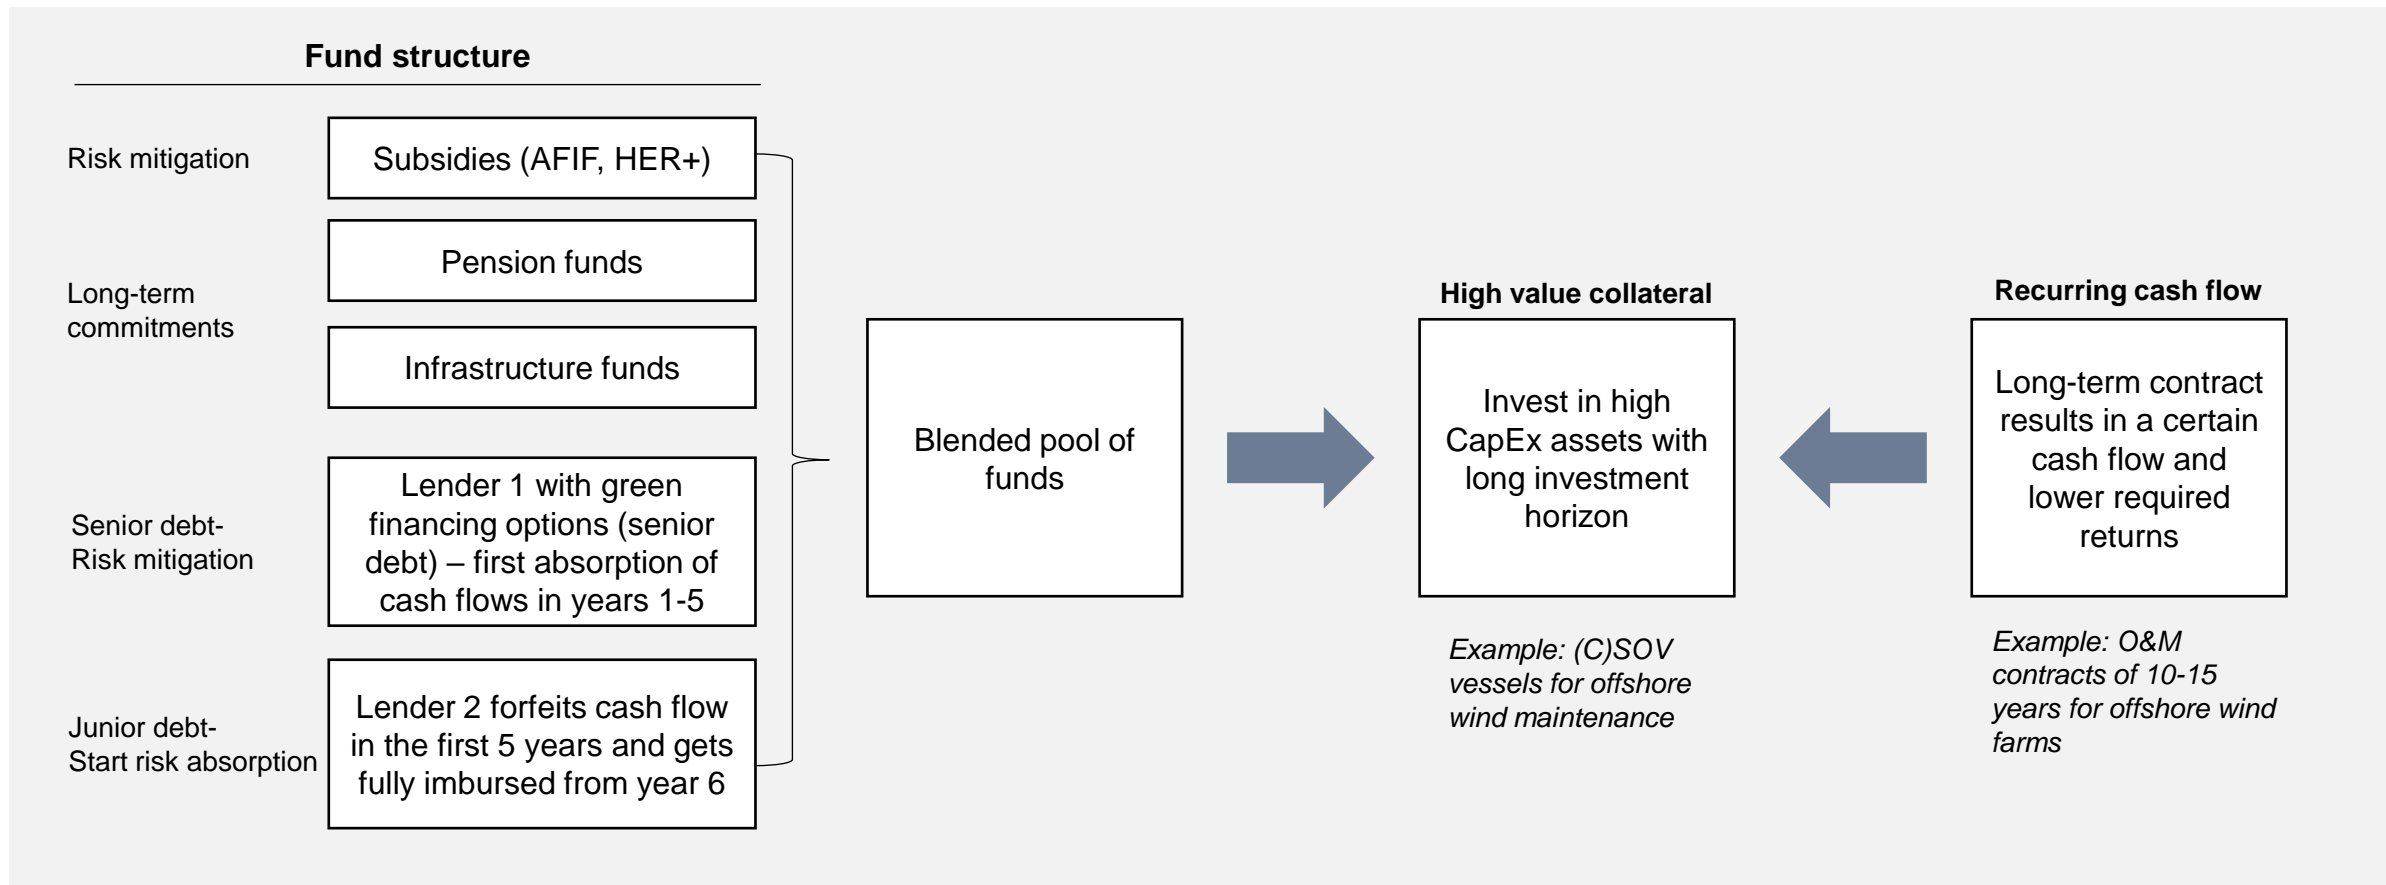 Fund structure
Risk mitigation
Subsidies (AFIF, HER+)
Long-term
commitments
Pension funds
Infrastructure funds
Senior debt-
Risk mitigation
Lender 1 with green
financing options (senior
debt) – first absorption of
cash flows in years 1-5
Junior debt-
Start risk absorption
Lender 2 forfeits cash flow
in the first 5 years and gets
fully imbursed from year 6
Blended pool of
funds
High value collateral
Invest in high
CapEx assets with
long investment
horizon
Example: (C)SOV
vessels for offshore
wind maintenance
Recurring cash flow
Long-term contract
results in a certain
cash flow and
lower required
returns
Example: O&M
contracts of 10-15
years for offshore wind
farms